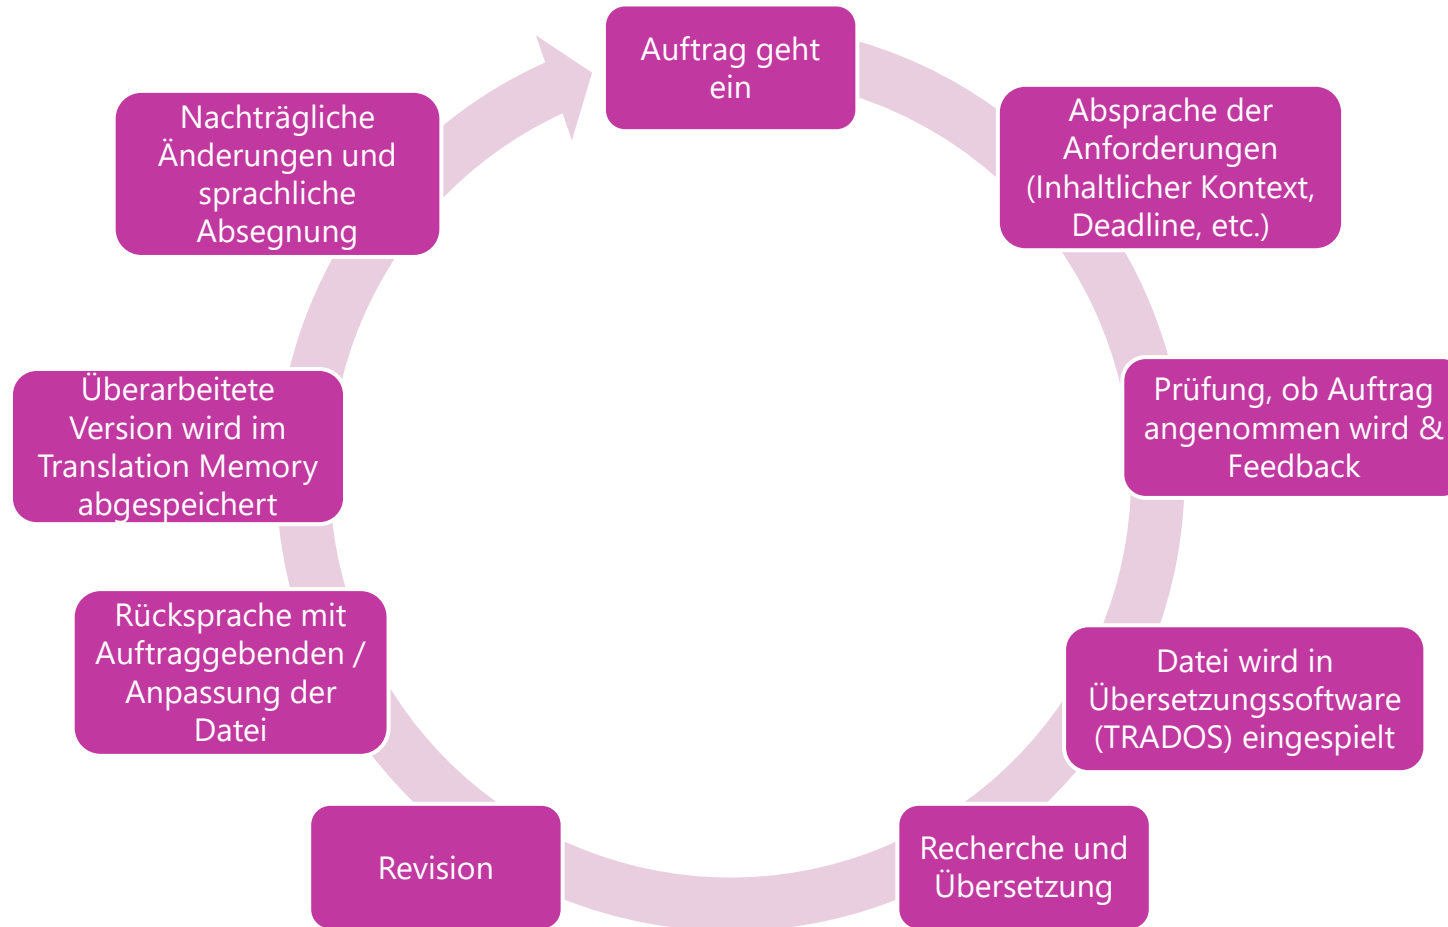 Auftrag geht
ein
Absprache der
Anforderungen
(Inhaltlicher Kontext,
Deadline, etc.)
Prüfung, ob Auftrag
angenommen wird &
Feedback
Datei wird in
Übersetzungssoftware
(TRADOS) eingespielt
Recherche und
Übersetzung
Revision
Rücksprache mit
Auftraggebenden /
Anpassung der
Datei
Überarbeitete
Version wird im
Translation Memory
abgespeichert
Nachträgliche
Änderungen und
sprachliche
Absegnung